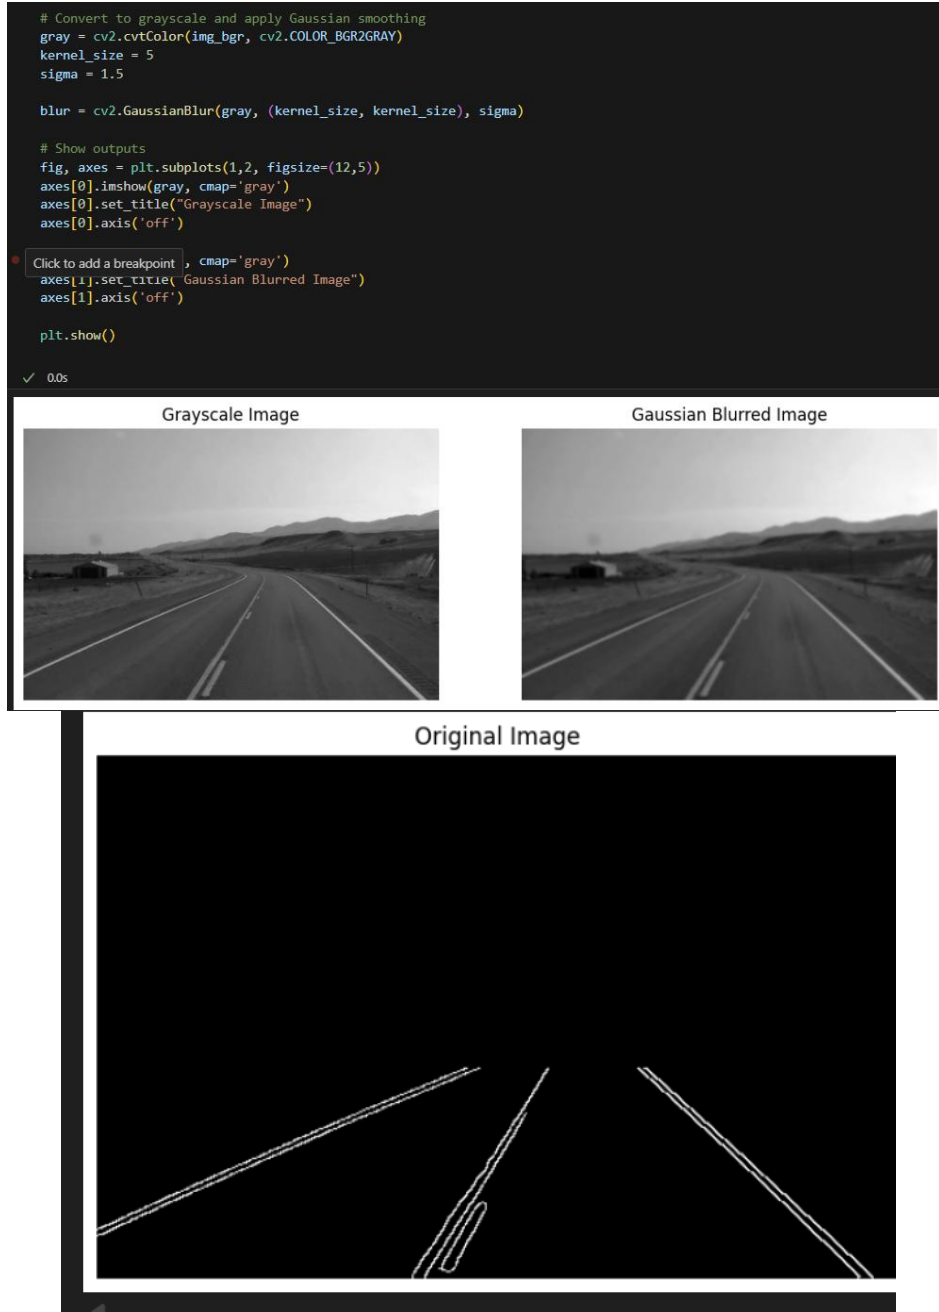 # Convert to grayscale and apply Gaussian smoothing
gray = cv2.cvtColor(img_bgr, cv2.COLOR_BGR2GRAY)
kernel_size = 5
sigma = 1.5
blur = cv2.GaussianBlur(gray, (kernel_size, kernel_size), sigma)
# Show outputs
fig, axes = plt.subplots(1,2, figsize=(12,5))
axes[0].imshow(gray, cmap='gray')
axes[0].set_title("Grayscale Image")
axes[0].axis('off')
Click to add a breakpoint , cmap='gray')
axes[1].set_title("Gaussian Blurred Image")
axes[1].axis('off')
plt.show()
0.0s
Grayscale Image Gaussian Blurred Image
Original Image